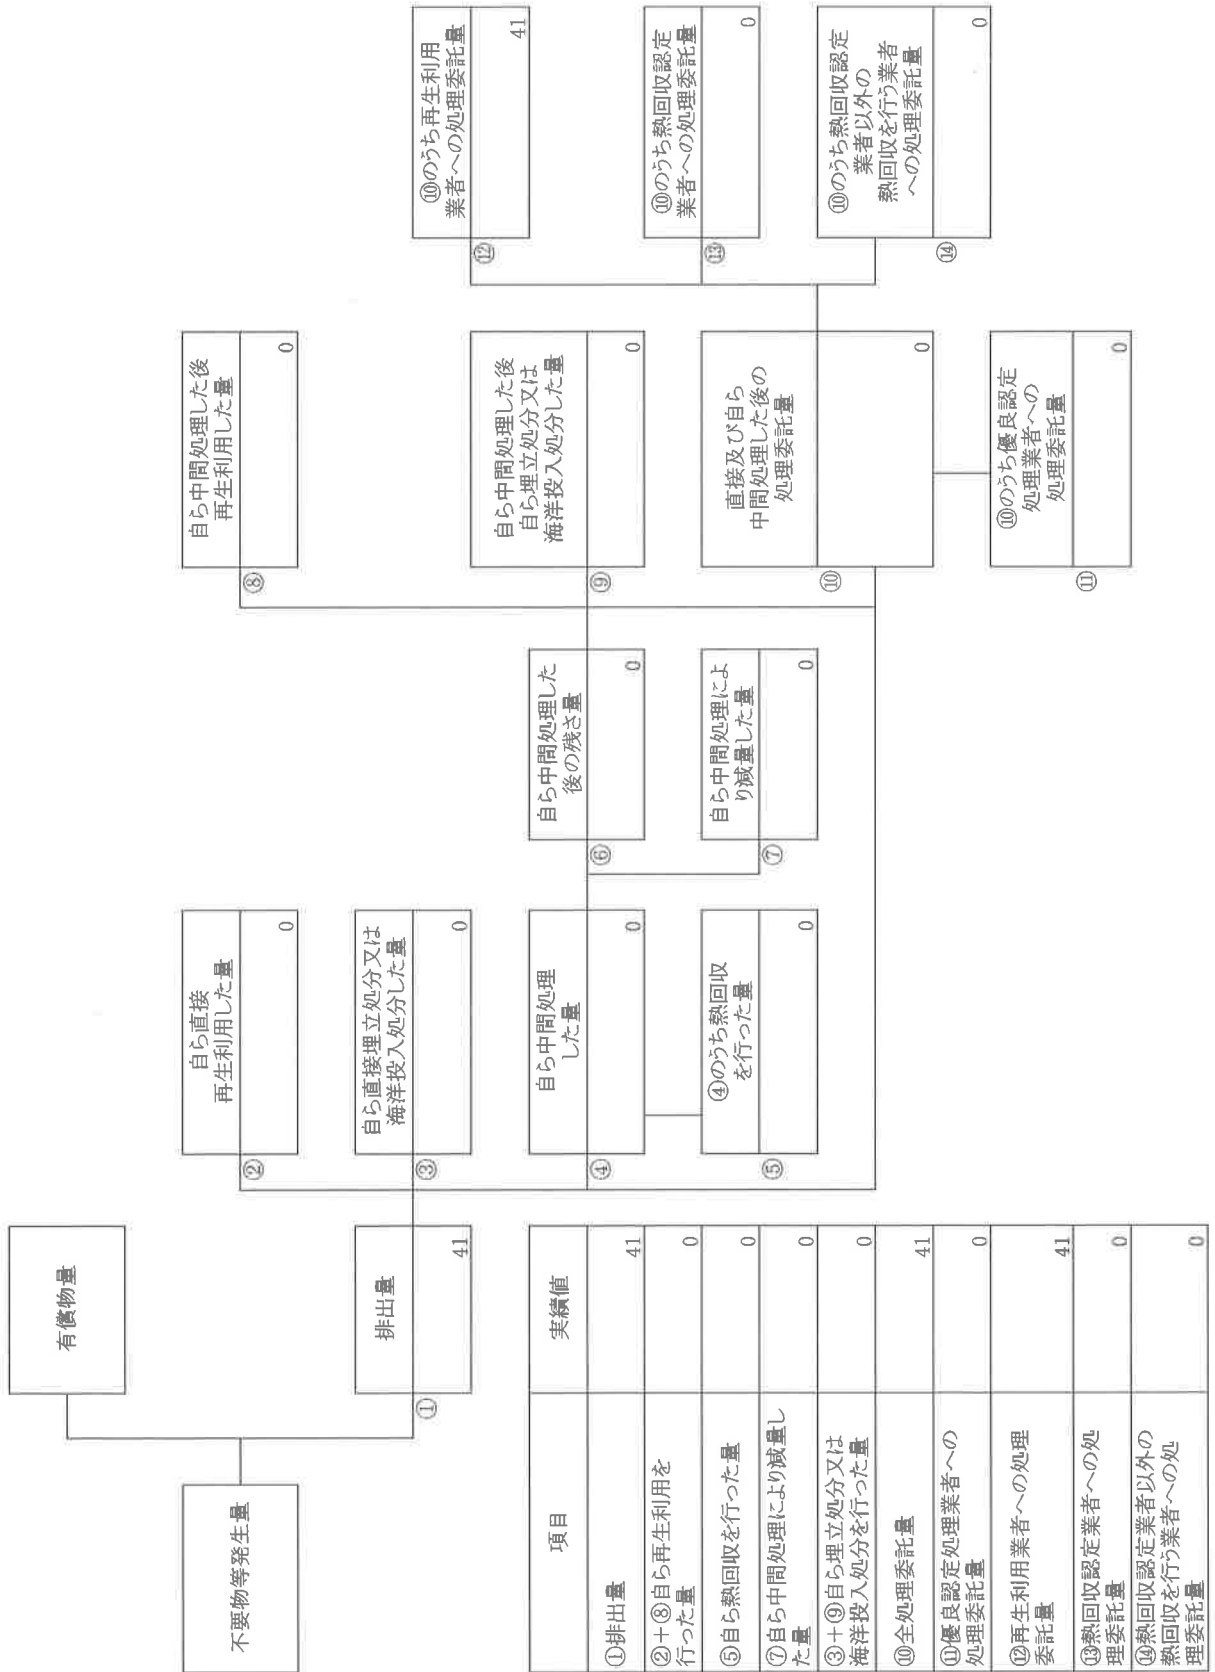 不要物等発生量
有償物量
①
排出量
41
②
自ら直接
再生利用した量
0
③
自ら直接埋立処分又は
海洋投入処分した量
0
④
自ら中間処理
した量
0
⑤
④のうち熱回収
を行った量
0
⑥
自ら中間処理した
後の残さ量
0
⑦
自ら中間処理によ
り減量した量
0
⑧
自ら中間処理した後
再生利用した量
0
⑨
自ら中間処理した後
自ら埋立処分又は
海洋投入処分した量
0
⑩
直接及び自ら
中間処理した後の
処理委託量
0
⑪
⑩のうち優良認定
処理業者への
処理委託量
0
⑫
⑩のうち再生利用
業者への処理委託量
41
⑬
⑩のうち熱回収認定
業者への処理委託量
0
⑭
⑩のうち熱回収認定
業者以外の
熱回収を行う業者
への処理委託量
0
項目 実績値
①排出量 41
②+⑧自ら再生利用を
行った量 0
⑤自ら熱回収を行った量 0
⑦自ら中間処理により減量し
た量 0
③+⑨自ら埋立処分又は
海洋投入処分を行った量 0
⑩全処理委託量 41
⑪優良認定処理業者への
処理委託量 0
⑫再生利用業者への処理
委託量 41
⑬熱回収認定業者への処
理委託量 0
⑭熱回収認定業者以外の
熱回収を行う業者への処
理委託量 0